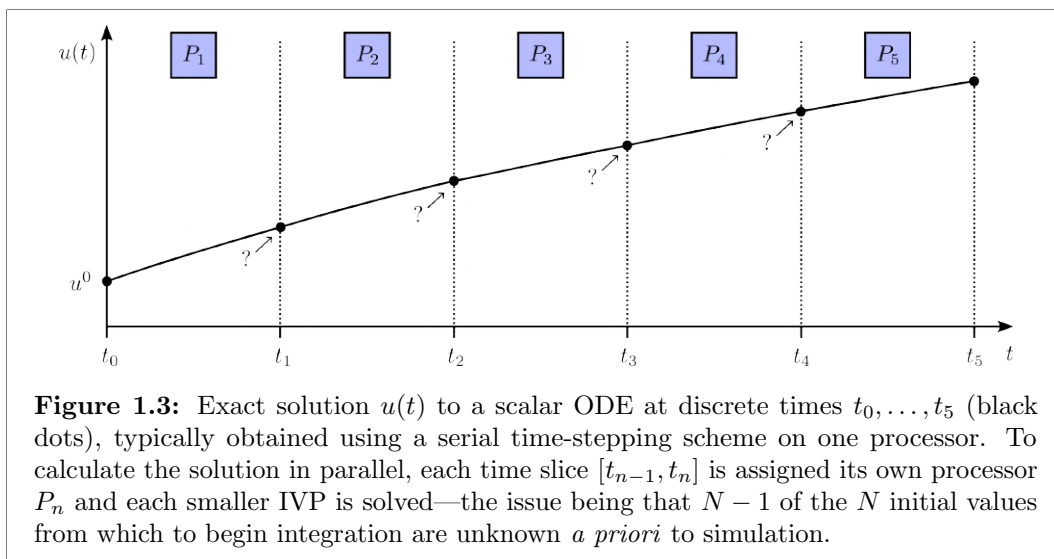 u(t)
P₁ P₂ P₃ P₄ P₅
? ? ? ?
u⁰
t₀ t₁ t₂ t₃ t₄ t₅ t
Figure 1.3: Exact solution u(t) to a scalar ODE at discrete times t₀, . . . , t₅ (black
dots), typically obtained using a serial time-stepping scheme on one processor. To
calculate the solution in parallel, each time slice [tₙ₋₁, tₙ] is assigned its own processor
Pₙ and each smaller IVP is solved—the issue being that N − 1 of the N initial values
from which to begin integration are unknown a priori to simulation.